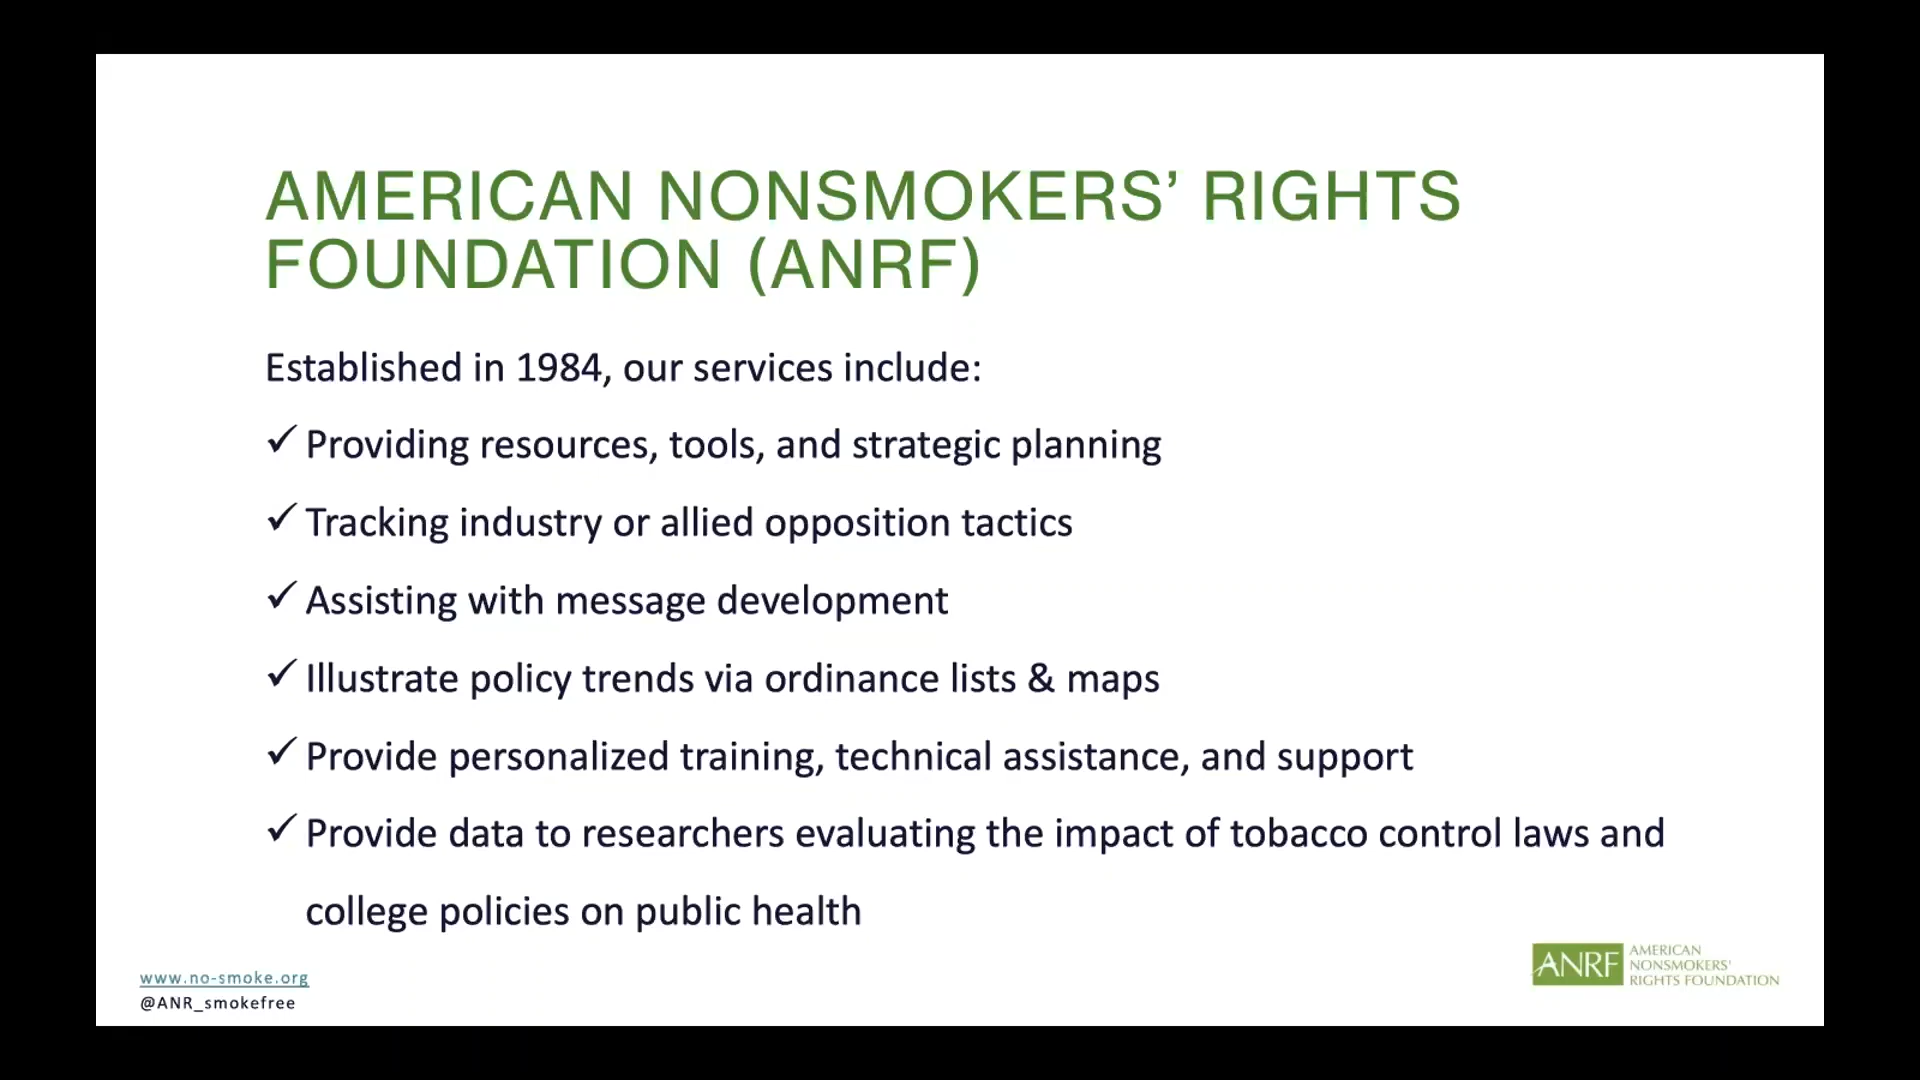 AMERICAN NONSMOKERS’ RIGHTS
FOUNDATION (ANRF)
Established in 1984, our services include:
✓ Providing resources, tools, and strategic planning
✓ Tracking industry or allied opposition tactics
✓ Assisting with message development
✓ Illustrate policy trends via ordinance lists & maps
✓ Provide personalized training, technical assistance, and support
✓ Provide data to researchers evaluating the impact of tobacco control laws and
college policies on public health
www.no-smoke.org
@ANR_smokefree
ANRF
AMERICAN
NONSMOKERS'
RIGHTS FOUNDATION